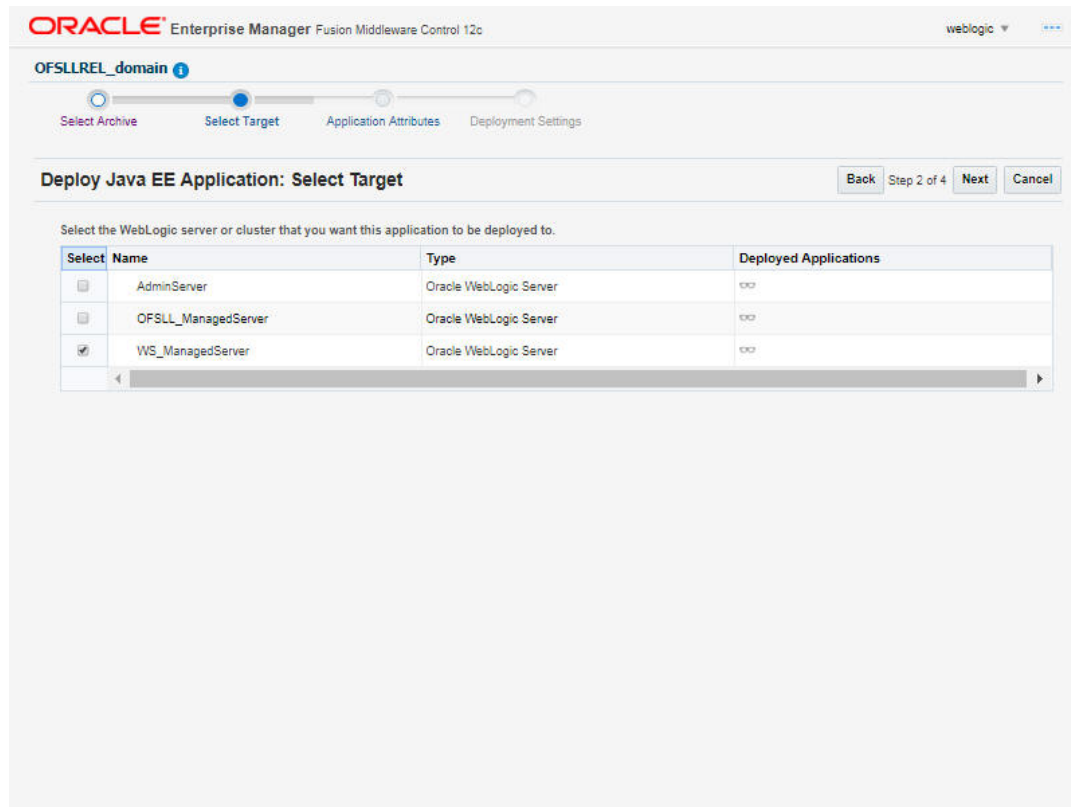 ORACLE Enterprise Manager Fusion Middleware Control 12c weblogic
OFSLLREL_domain
Select Archive Select Target Application Attributes Deployment Settings
Deploy Java EE Application: Select Target Back Step 2 of 4 Next Cancel
Select the WebLogic server or cluster that you want this application to be deployed to.
Select Name Type Deployed Applications
AdminServer Oracle WebLogic Server
OFSLL_ManagedServer Oracle WebLogic Server
WS_ManagedServer Oracle WebLogic Server